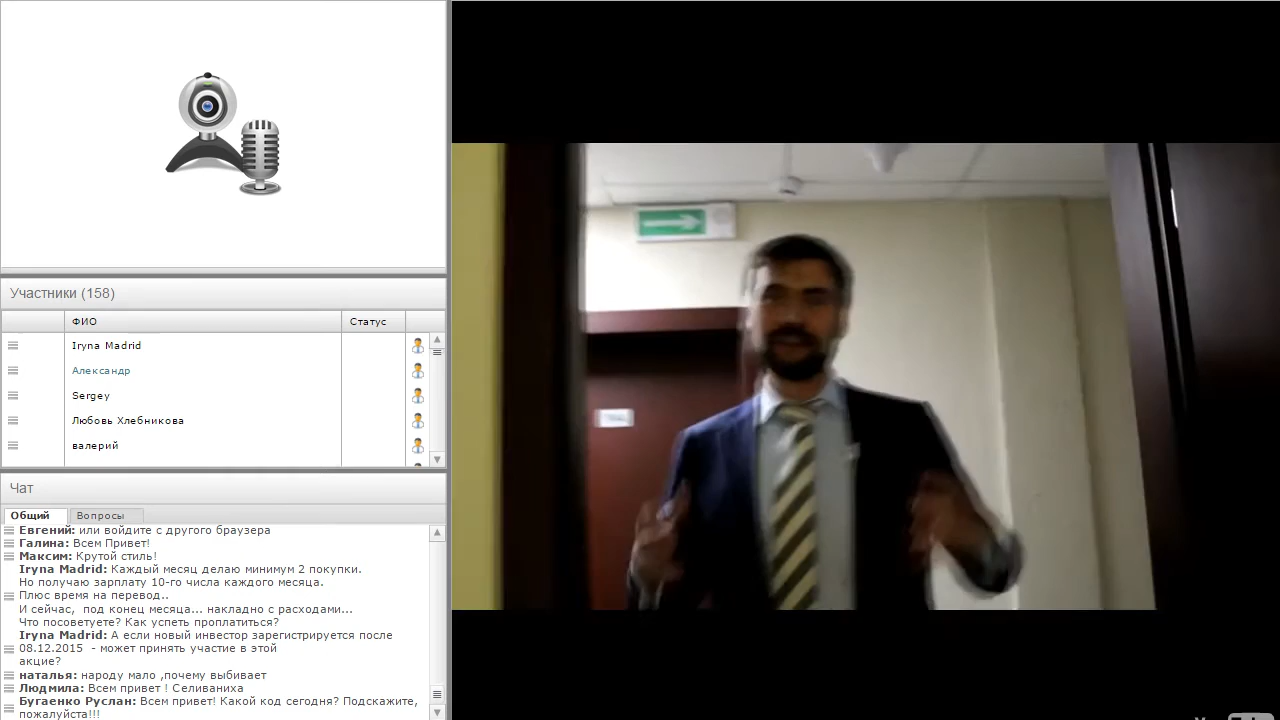 Участники (158)
ФИО
Статус
Iryna Madrid
Александр
Sergey
Любовь Хлебникова
валерий
Чат
Общий
Вопросы
Евгений: или войдите с другого браузера
Галина: Всем Привет!
Максим: Крутой стиль!
Iryna Madrid: Каждый месяц делаю минимум 2 покупки.
Но получаю зарплату 10-го числа каждого месяца.
Плюс время на перевод..
И сейчас, под конец месяца... накладно с расходами...
Что посоветуете? Как успеть проплатиться?
Iryna Madrid: А если новый инвестор зарегистрируется после
08.12.2015 - может принять участие в этой
акции?
наталья: народу мало ,почему выбивает
Людмила: Всем привет ! Селиваниха
Бугаенко Руслан: Всем привет! Какой код сегодня? Подскажите,
пожалуйста!!!